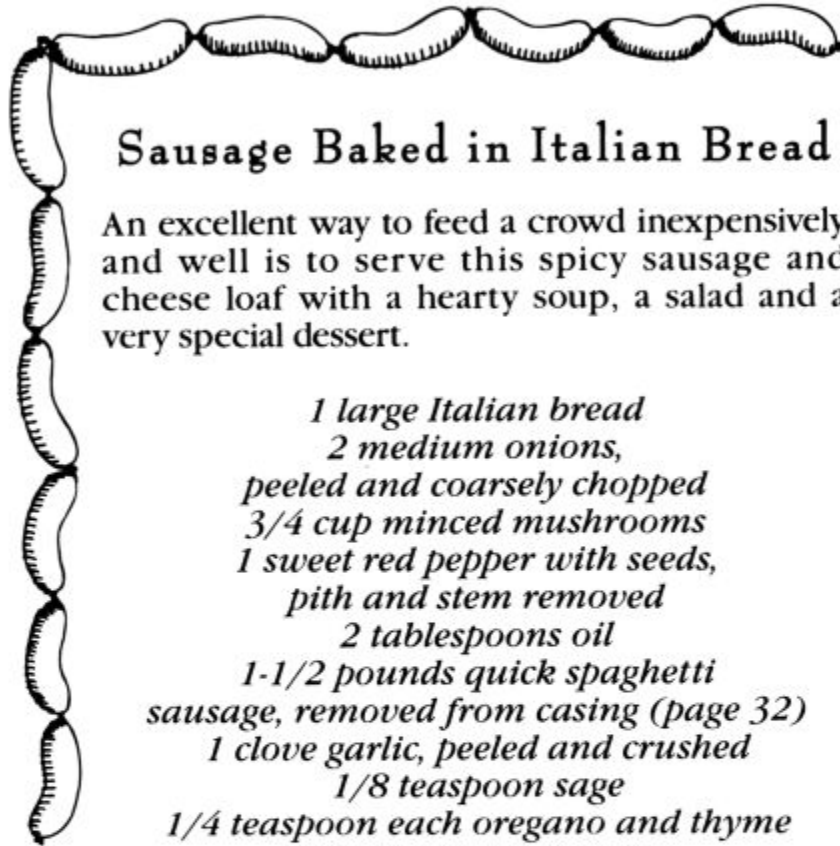 Sausage Baked in Italian Bread
An excellent way to feed a crowd inexpensively
and well is to serve this spicy sausage and
cheese loaf with a hearty soup, a salad and a
very special dessert.
1 large Italian bread
2 medium onions,
peeled and coarsely chopped
3/4 cup minced mushrooms
1 sweet red pepper with seeds,
pith and stem removed
2 tablespoons oil
1-1/2 pounds quick spaghetti
sausage, removed from casing (page 32)
1 clove garlic, peeled and crushed
1/8 teaspoon sage
1/4 teaspoon each oregano and thyme